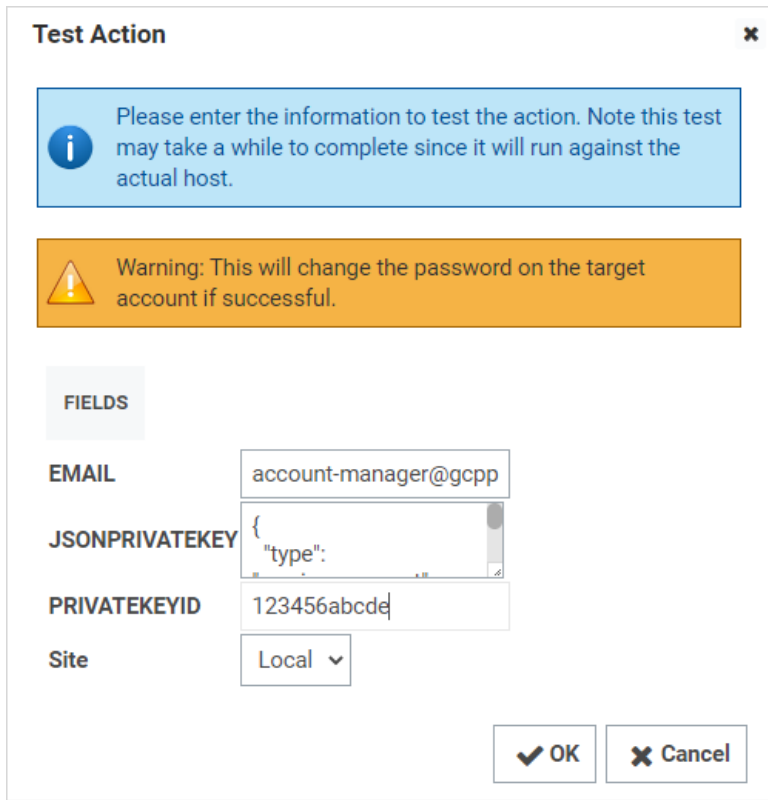 Test Action
Please enter the information to test the action. Note this test
may take a while to complete since it will run against the
actual host.
Warning: This will change the password on the target
account if successful.
FIELDS
EMAIL account-manager@gcpp
JSONPRIVATEKEY {
"type":
PRIVATEKEYID 123456abcde
Site Local
OK Cancel